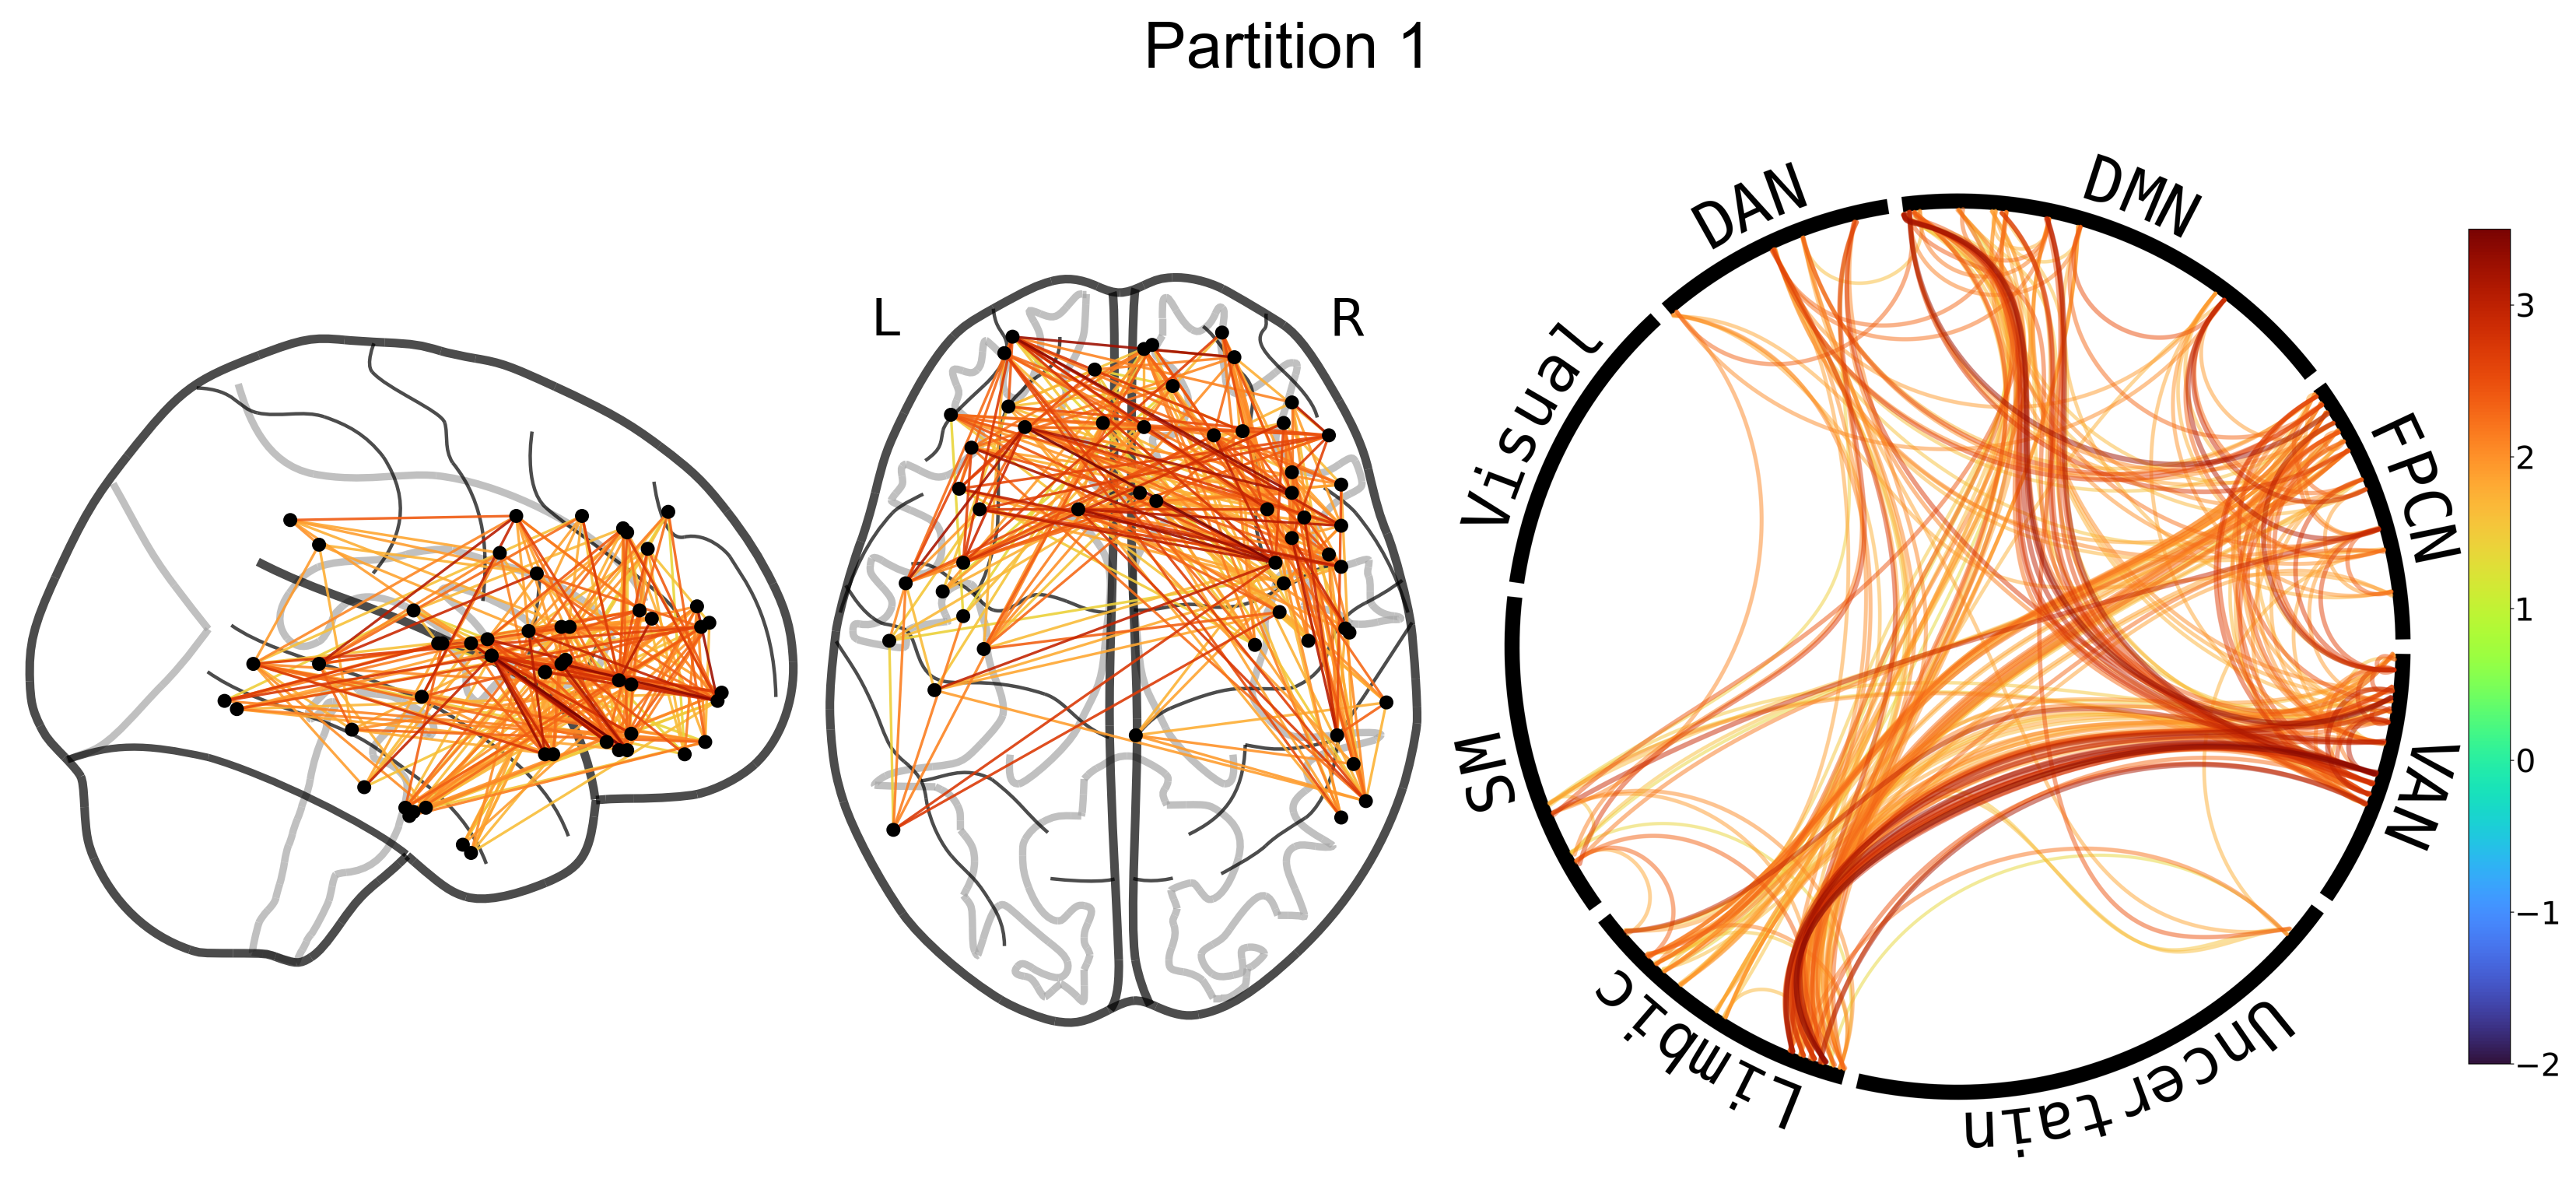 Partition 1
L
R
DAN
DMN
FPCN
VAN
Uncertain
Limbic
SM
Visual
3
2
1
0
−1
−2